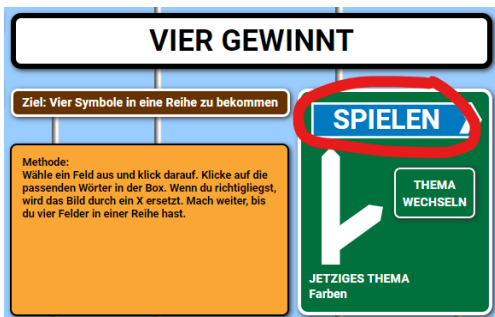 VIER GEWINNT
Ziel: Vier Symbole in eine Reihe zu bekommen
SPIELEN
Methode:
Wähle ein Feld aus und klick darauf. Klicke auf die
passenden Wörter in der Box. Wenn du richtigliegst,
wird das Bild durch ein X ersetzt. Mach weiter, bis
du vier Felder in einer Reihe hast.
THEMA
WECHSELN
JETZIGES THEMA
Farben